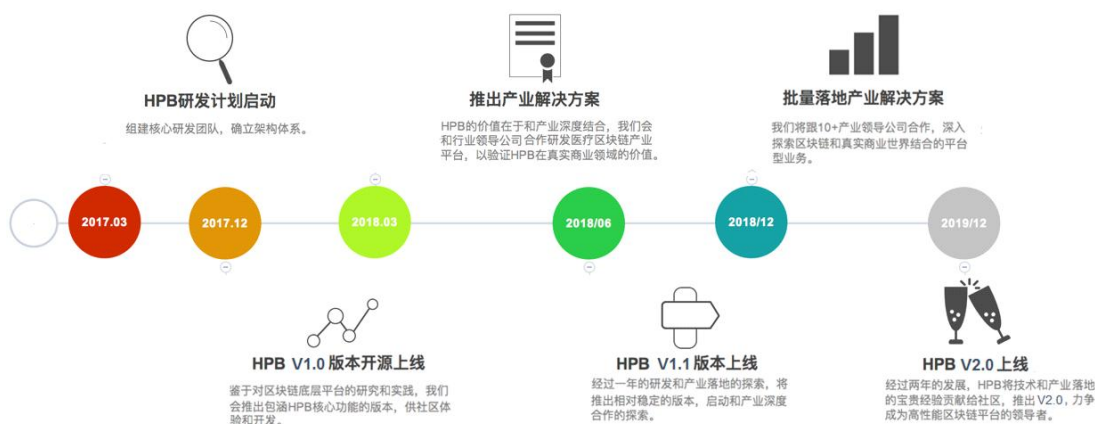 HPB研发计划启动
组建核心研发团队，确立架构体系。
推出产业解决方案
HPB的价值在于和产业深度结合，我们会
和行业领导公司合作研发医疗区块链产业
平台，以验证HPB在真实商业领域的价值。
批量落地产业解决方案
我们将跟10+产业领导公司合作，深入
探索区块链和真实商业世界结合的平台
型业务。
2017.03
2017.12
2018.03
2018/06
2018/12
2019/12
HPB V1.0 版本开源上线
鉴于对区块链底层平台的研究和实践，我们
会推出包涵HPB核心功能的版本，供社区体
验和开发。
HPB V1.1 版本上线
经过一年的研发和产业落地的探索，将
推出相对稳定的版本，启动和产业深度
合作的探索。
HPB V2.0 上线
经过两年的发展，HPB将技术和产业落地
的宝贵经验贡献给社区，推出V2.0，力争
成为高性能区块链平台的领导者。